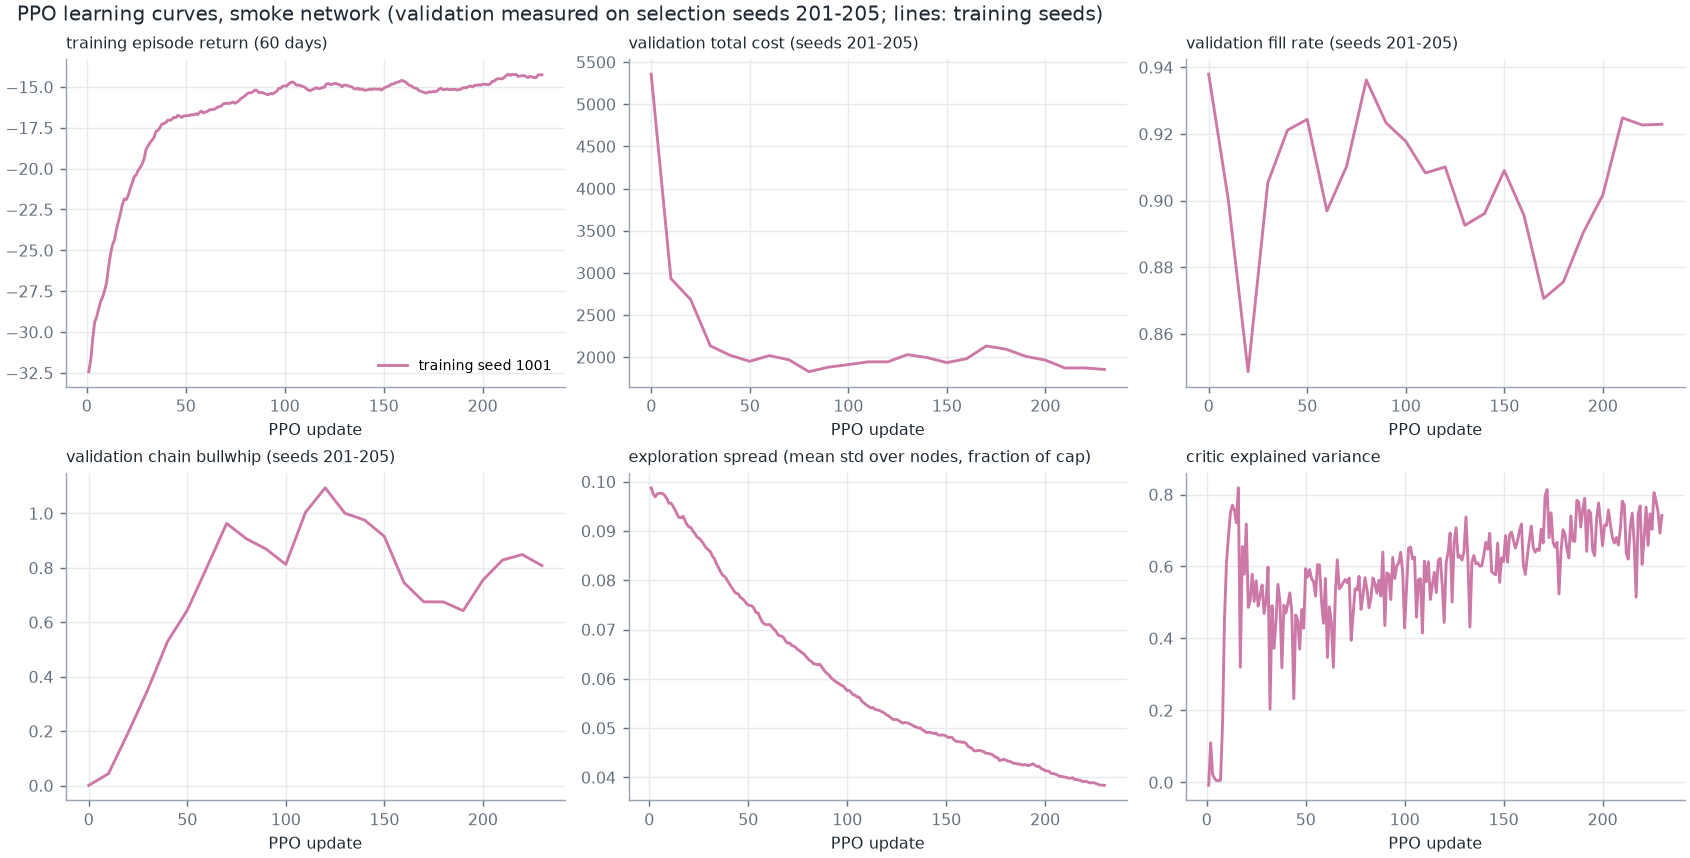 PPO learning curves, smoke network (validation measured on selection seeds 201-205; lines: training seeds)
training episode return (60 days)
−15.0
−17.5
−20.0
−22.5
−25.0
−27.5
−30.0
−32.5
training seed 1001
0 50 100 150 200
PPO update
validation total cost (seeds 201-205)
5500
5000
4500
4000
3500
3000
2500
2000
0 50 100 150 200
PPO update
validation fill rate (seeds 201-205)
0.94
0.92
0.90
0.88
0.86
0 50 100 150 200
PPO update
validation chain bullwhip (seeds 201-205)
1.0
0.8
0.6
0.4
0.2
0.0
0 50 100 150 200
PPO update
exploration spread (mean std over nodes, fraction of cap)
0.10
0.09
0.08
0.07
0.06
0.05
0.04
0 50 100 150 200
PPO update
critic explained variance
0.8
0.6
0.4
0.2
0.0
0 50 100 150 200
PPO update